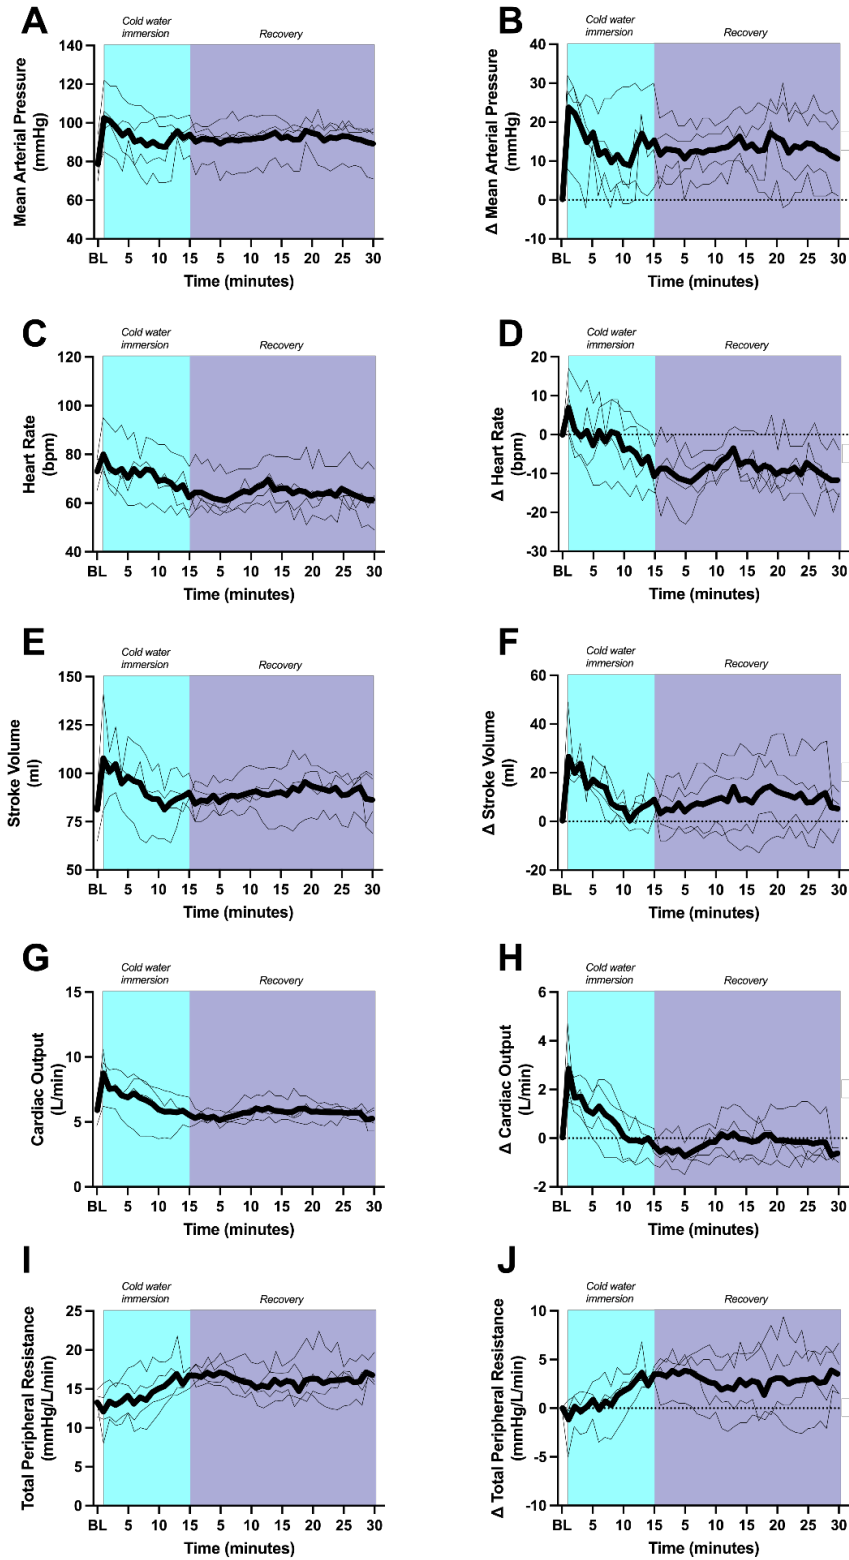 A
Cold water
immersion
Recovery
Mean Arterial Pressure
(mmHg)
140
120
100
80
60
40
BL 5 10 15 5 10 15 20 25 30
Time (minutes)
B
Cold water
immersion
Recovery
Δ Mean Arterial Pressure
(mmHg)
40
30
20
10
0
-10
BL 5 10 15 5 10 15 20 25 30
Time (minutes)
C
Cold water
immersion
Recovery
Heart Rate
(bpm)
120
100
80
60
40
BL 5 10 15 5 10 15 20 25 30
Time (minutes)
D
Cold water
immersion
Recovery
Δ Heart Rate
(bpm)
20
10
0
-10
-20
-30
BL 5 10 15 5 10 15 20 25 30
Time (minutes)
E
Cold water
immersion
Recovery
Stroke Volume
(ml)
150
125
100
75
50
BL 5 10 15 5 10 15 20 25 30
Time (minutes)
F
Cold water
immersion
Recovery
Δ Stroke Volume
(ml)
60
40
20
0
-20
BL 5 10 15 5 10 15 20 25 30
Time (minutes)
G
Cold water
immersion
Recovery
Cardiac Output
(L/min)
15
10
5
0
BL 5 10 15 5 10 15 20 25 30
Time (minutes)
H
Cold water
immersion
Recovery
Δ Cardiac Output
(L/min)
6
4
2
0
-2
BL 5 10 15 5 10 15 20 25 30
Time (minutes)
I
Cold water
immersion
Recovery
Total Peripheral Resistance
(mmHg/L/min)
25
20
15
10
5
0
BL 5 10 15 5 10 15 20 25 30
Time (minutes)
J
Cold water
immersion
Recovery
Δ Total Peripheral Resistance
(mmHg/L/min)
10
5
0
-5
-10
BL 5 10 15 5 10 15 20 25 30
Time (minutes)